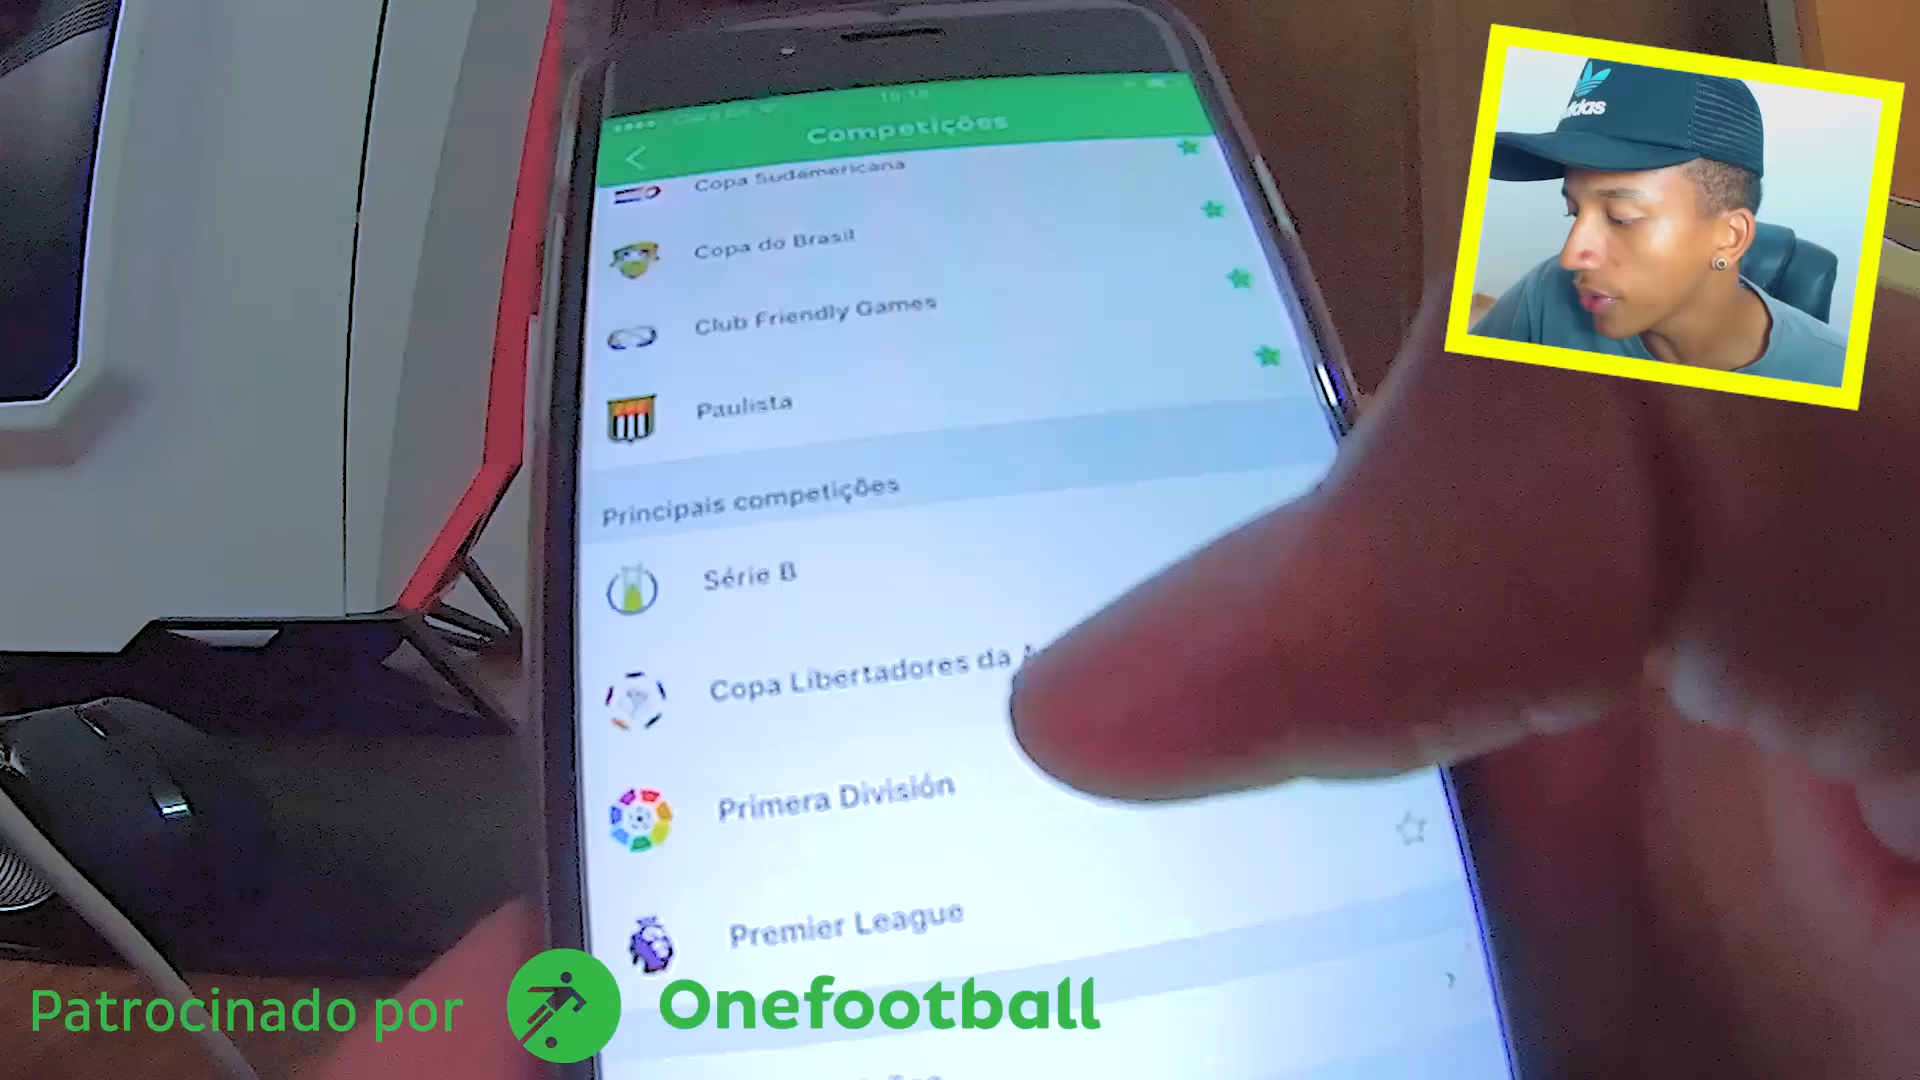 Competições
Copa Sudamericana
Copa do Brasil
Club Friendly Games
Paulista
Principais competições
Série B
Copa Libertadores da
Primera División
Premier League
Patrocinado por
Onefootball
adidas